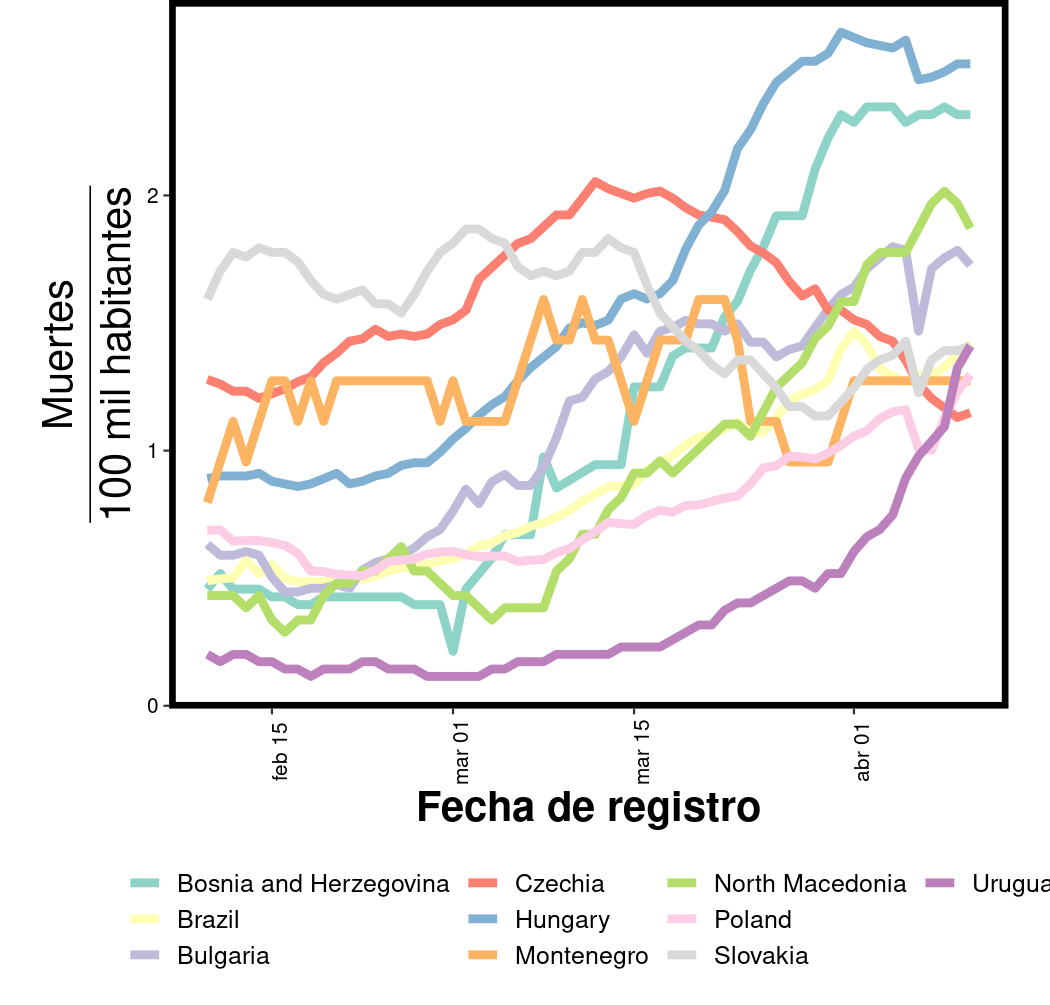 Muertes
100 mil habitantes
2
1
0
feb 15
mar 01
mar 15
abr 01
Fecha de registro
Bosnia and Herzegovina
Czechia
North Macedonia
Urugua
Brazil
Hungary
Poland
Bulgaria
Montenegro
Slovakia